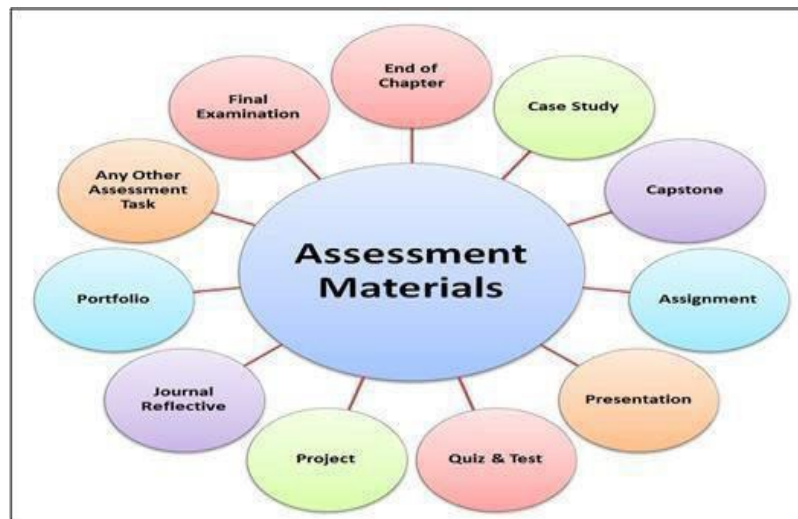 End of
Chapter
Case Study
Capstone
Assignment
Presentation
Quiz & Test
Project
Journal
Reflective
Portfolio
Any Other
Assessment
Task
Final
Examination
Assessment
Materials